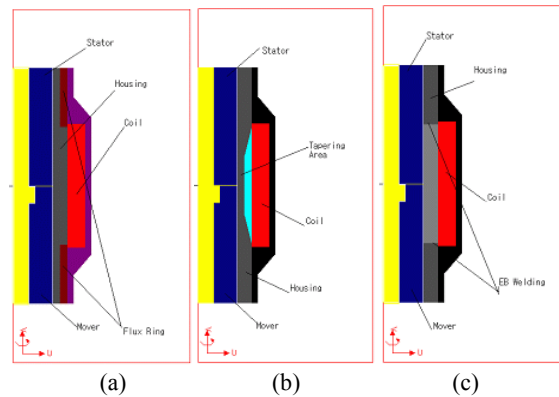 Stator
Housing
Coil
Flux Ring
Mover
U
(a)
Stator
Tapering
Area
Coil
Housing
Mover
U
(b)
Stator
Housing
Coil
EB Welding
Mover
U
(c)